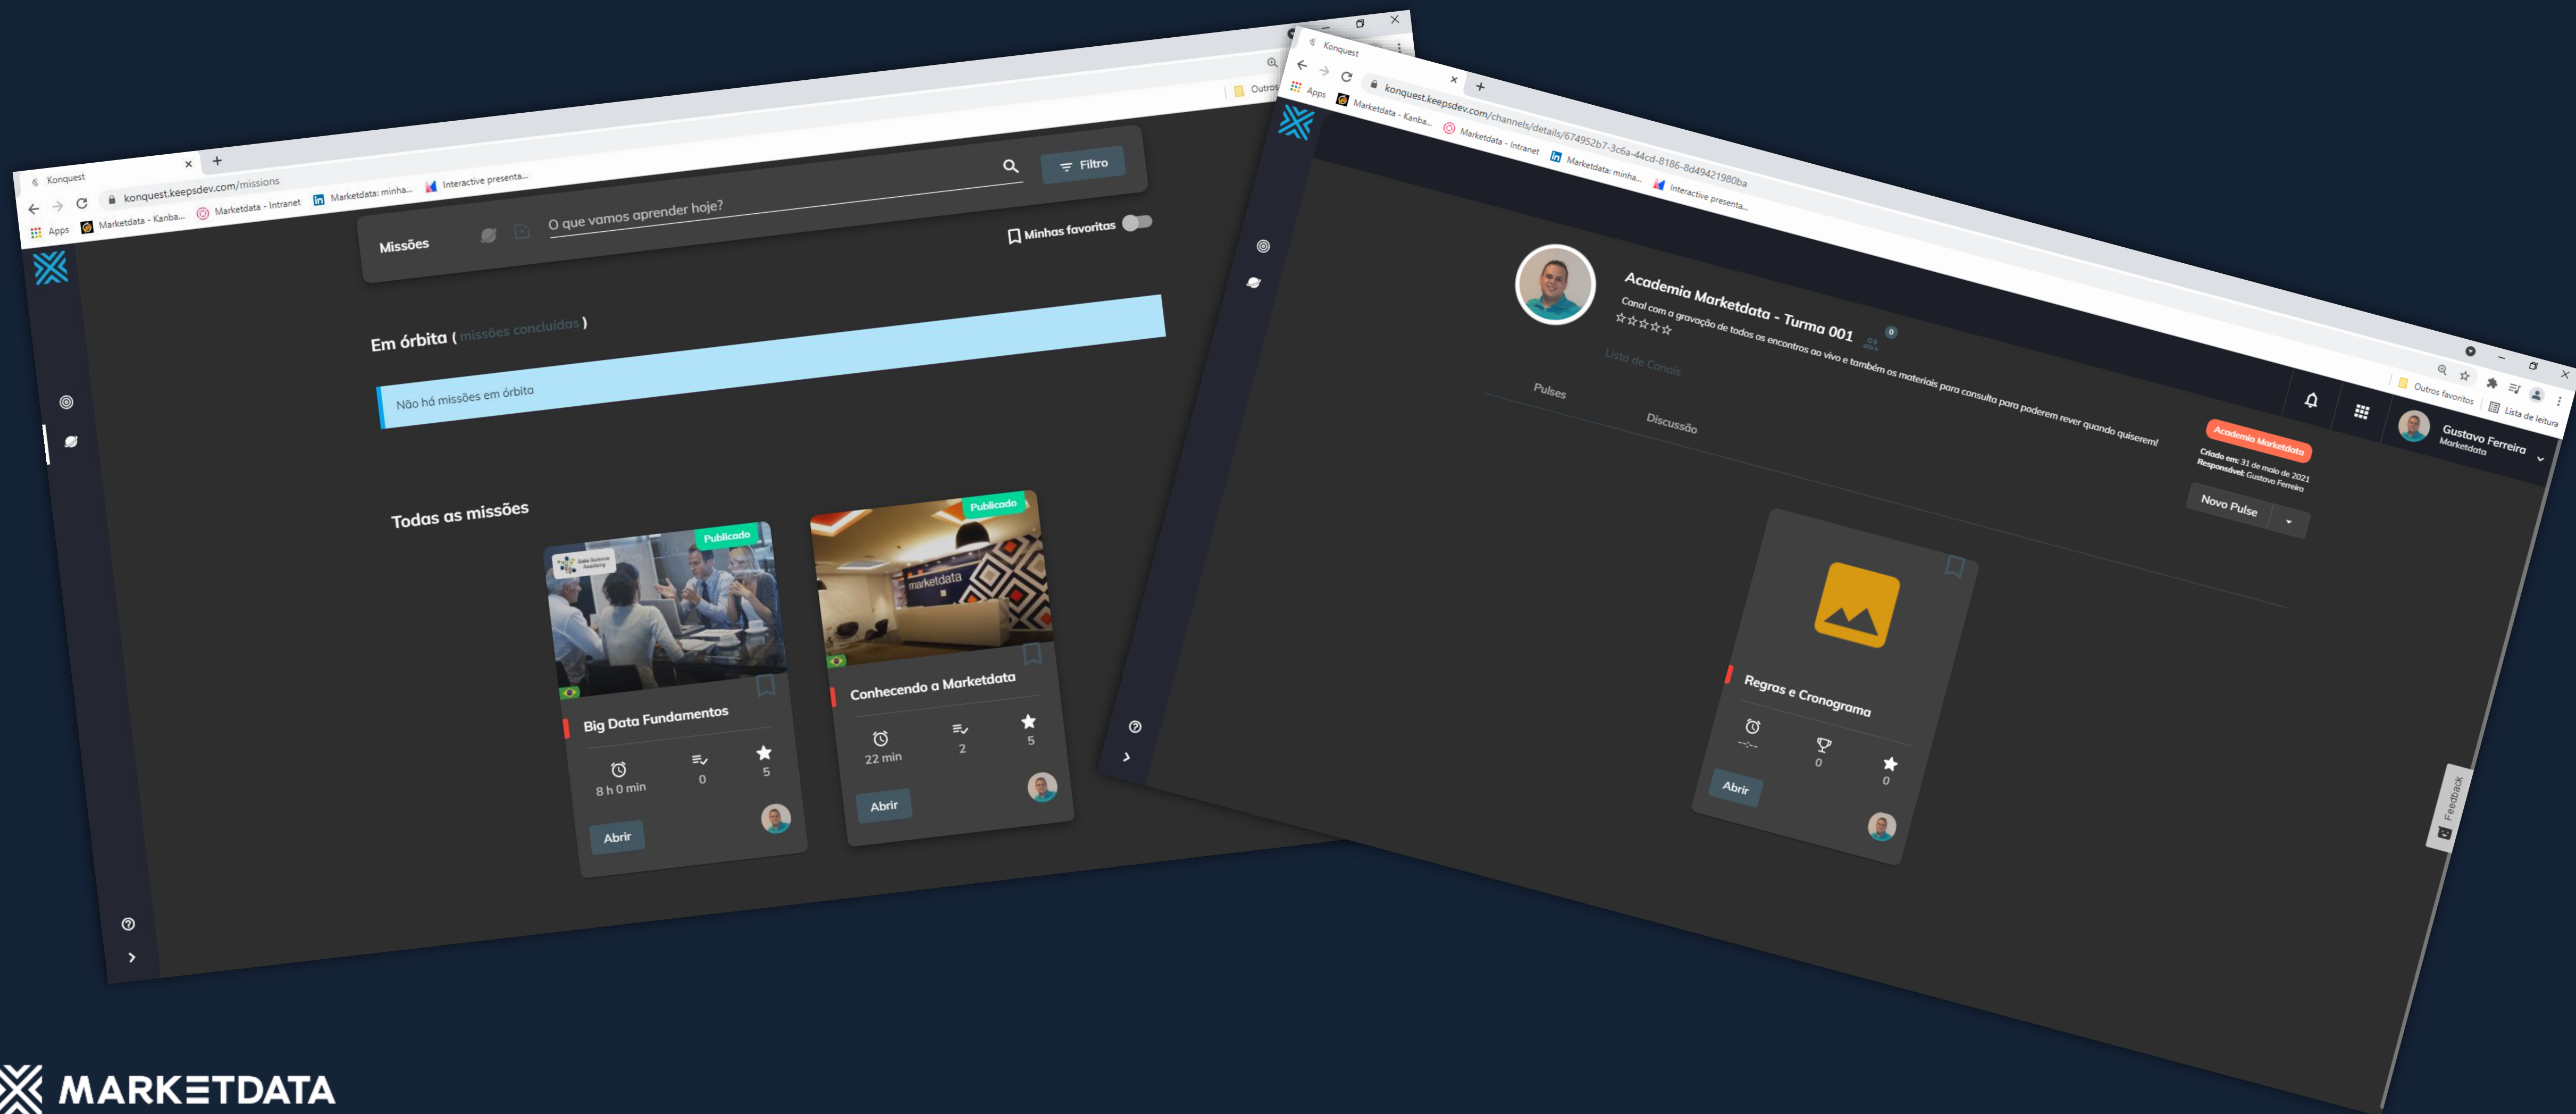 Konquest
konquest.keepsdev.com/missions
Apps
Marketdata - Kanba...
Marketdata - Intranet
Marketdata: minha...
Interactive presenta...
Outros
Missões
O que vamos aprender hoje?
Filtro
Minhas favoritas
Em órbita ( missões concluídas )
Não há missões em órbita
Todas as missões
Data Science
Academy
Publicado
Big Data Fundamentos
8 h 0 min
0
5
Abrir
marketdata
Publicado
Conhecendo a Marketdata
22 min
2
5
Abrir
Konquest
konquest.keepsdev.com/channels/details/674952b7-3c6a-44cd-8186-8d49421980ba
Apps
Marketdata - Kanba...
Marketdata - Intranet
Marketdata: minha...
Interactive presenta...
Outros favoritos
Lista de leitura
Gustavo Ferreira
Marketdata
Academia Marketdata - Turma 001
0
Canal com a gravação de todos os encontros ao vivo e também os materiais para consulta para poderem rever quando quiserem!
Lista de Canais
Academia Marketdata
Criado em: 31 de maio de 2021
Responsável: Gustavo Ferreira
Novo Pulse
Pulses
Discussão
Regras e Cronograma
--:--
0
0
Abrir
Feedback
MARKETDATA